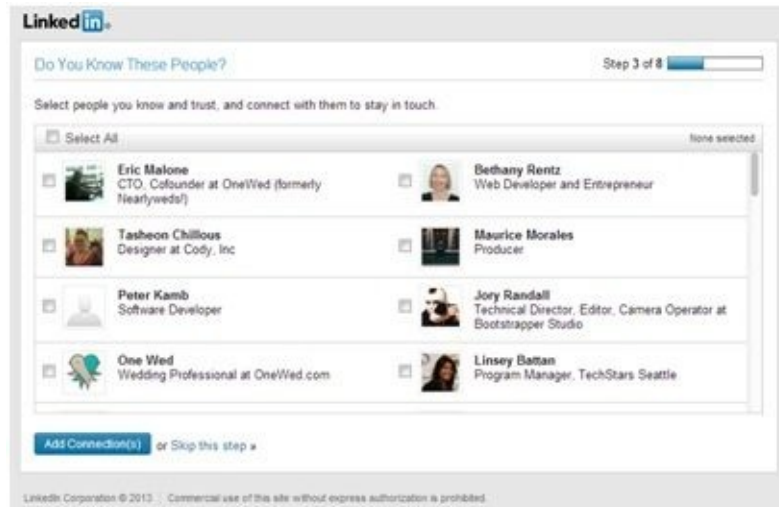 Linked in.
Do You Know These People?
Step 3 of 8
Select people you know and trust, and connect with them to stay in touch.
Select All
None selected
Eric Malone
CTO, Cofounder at OneWed (formerly
Nearlyweds!)
Bethany Rentz
Web Developer and Entrepreneur
Tasheon Chillous
Designer at Cody, Inc
Maurice Morales
Producer
Peter Kamb
Software Developer
Jory Randall
Technical Director, Editor, Camera Operator at
Bootstrapper Studio
One Wed
Wedding Professional at OneWed.com
Linsey Battan
Program Manager, TechStars Seattle
Add Connection(s) or Skip this step »
LinkedIn Corporation © 2013 | Commercial use of this site without express authorization is prohibited.